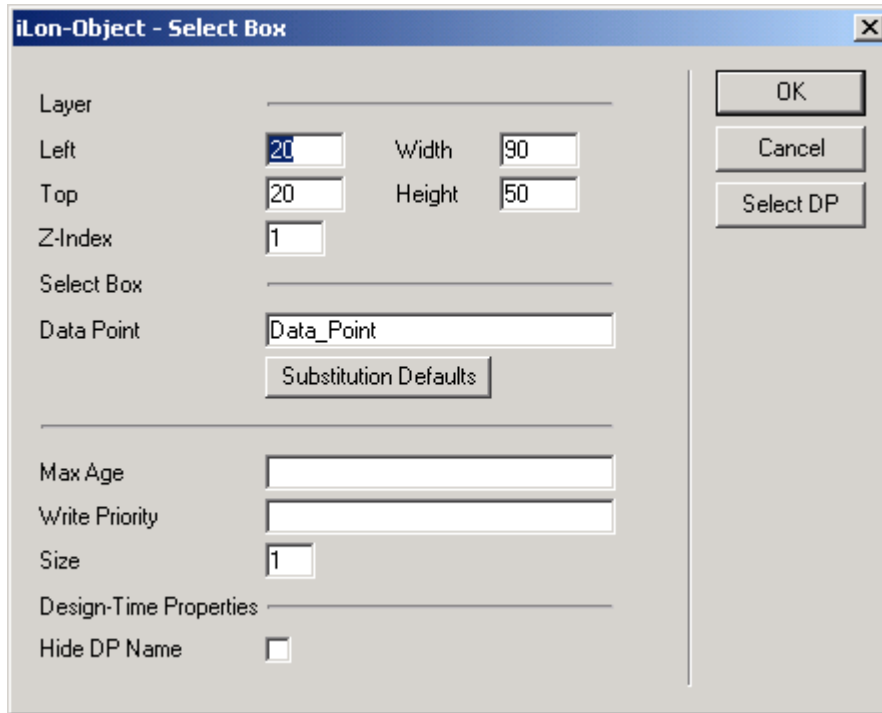 iLon-Object - Select Box
Layer
Left 20 Width 90
Top 20 Height 50
Z-Index 1
Select Box
Data Point Data_Point
Substitution Defaults
Max Age
Write Priority
Size 1
Design-Time Properties
Hide DP Name
OK
Cancel
Select DP